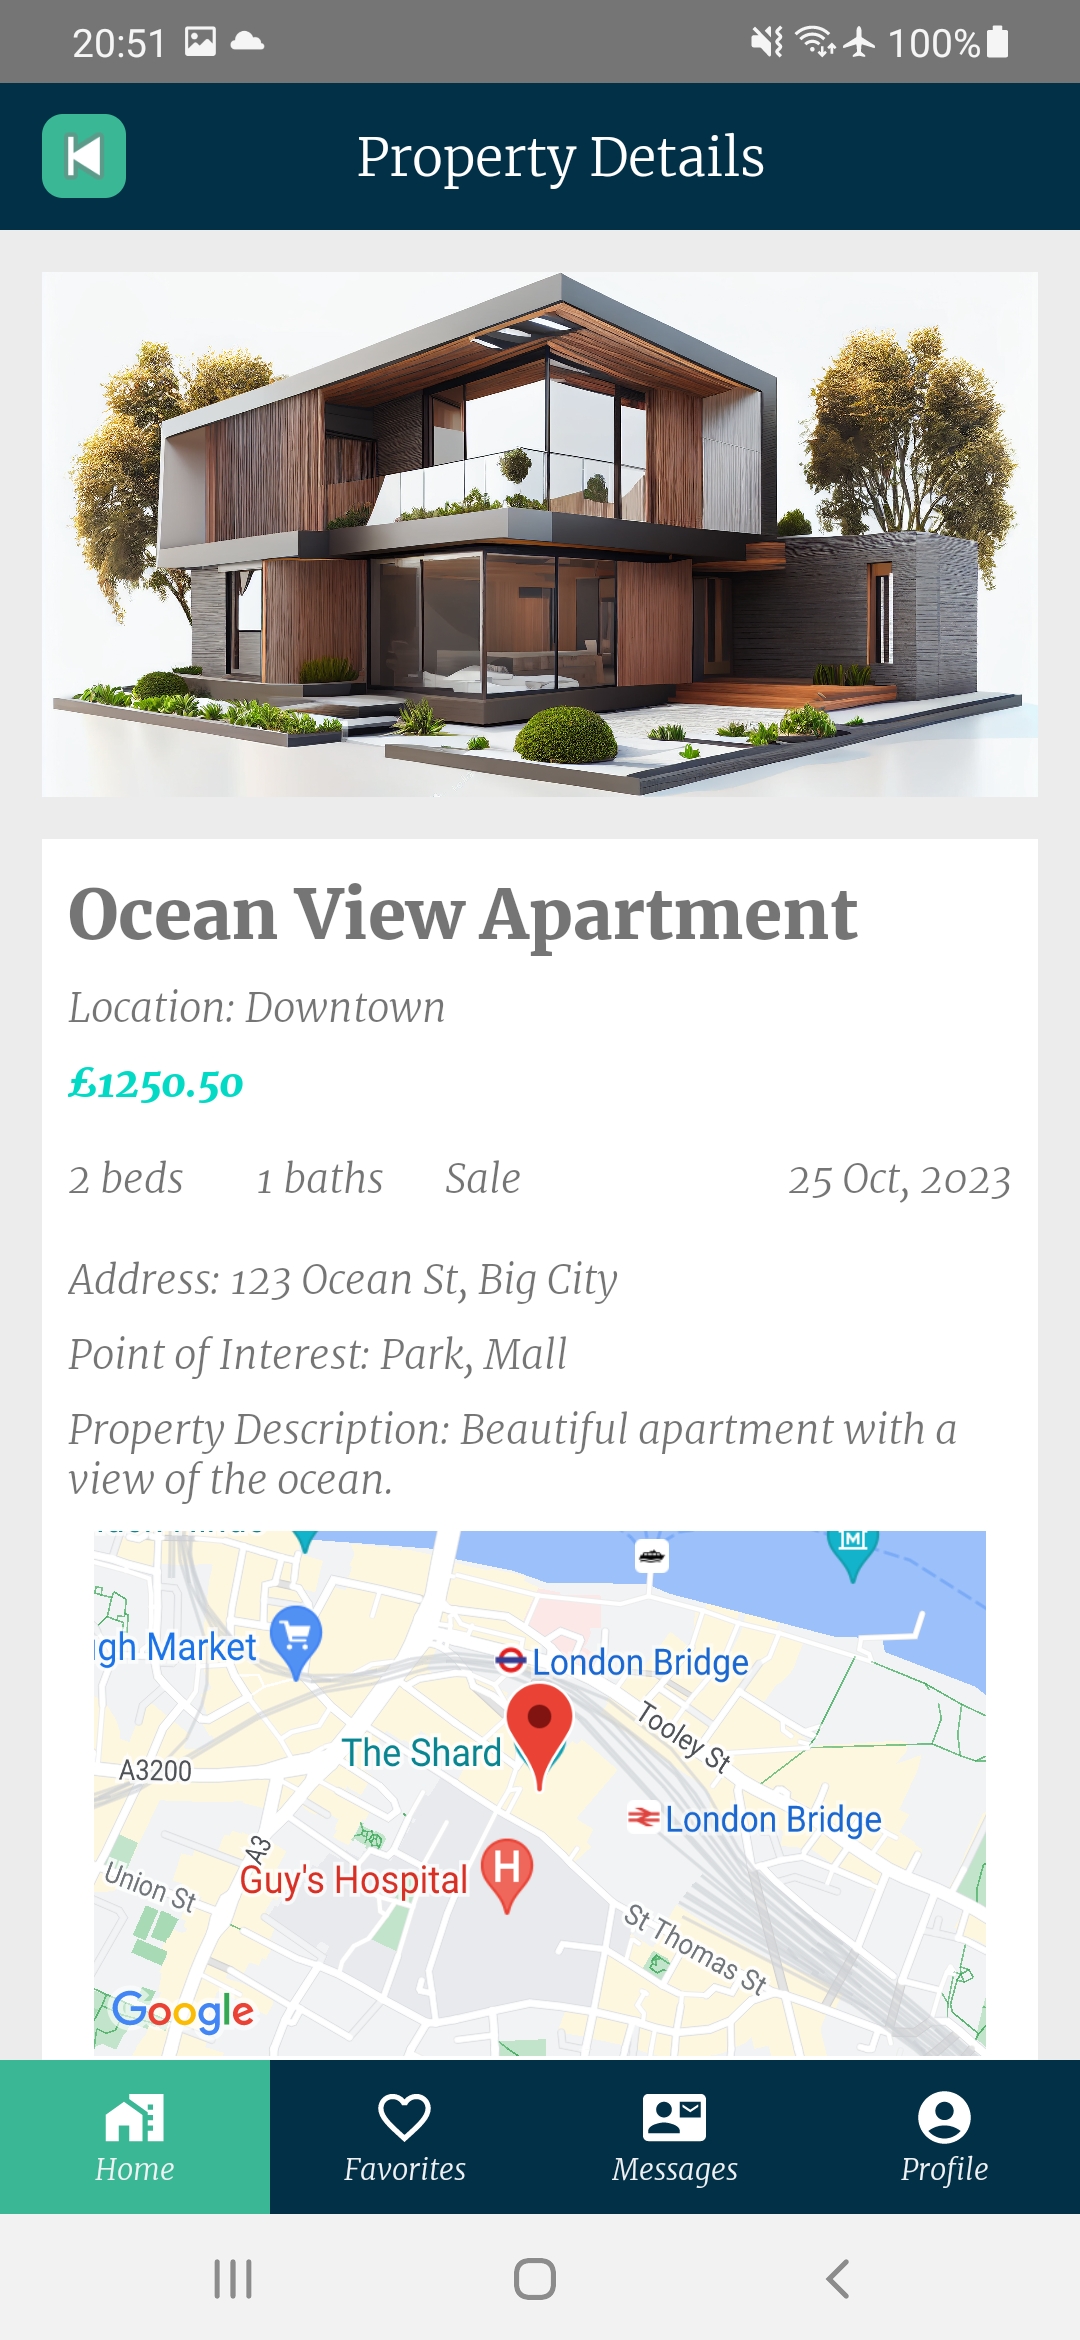 20:51
100%
Property Details
Ocean View Apartment
Location: Downtown
£1250.50
2 beds 1 baths Sale 25 Oct, 2023
Address: 123 Ocean St, Big City
Point of Interest: Park, Mall
Property Description: Beautiful apartment with a
view of the ocean.
M
gh Market
London Bridge
Tooley St
The Shard
A3200
London Bridge
A3
H
Guy's Hospital
Union St
St Thomas St
Google
Home Favorites Messages Profile